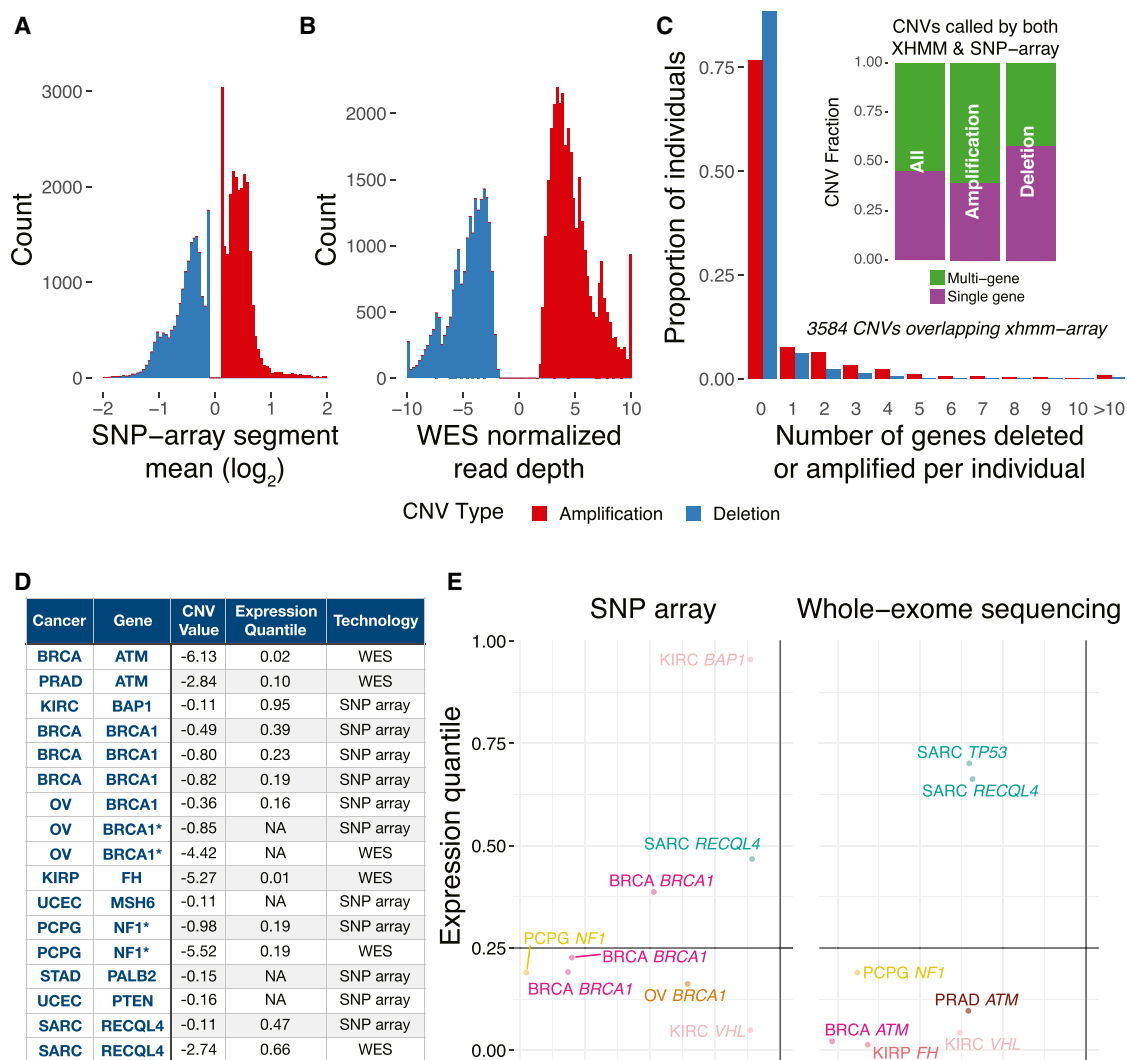 A
B
C
3000
2000
1000
0
Count
−2
−1
0
1
2
SNP−array segment
mean (log2)
2000
1500
1000
500
0
Count
−10
−5
0
5
10
WES normalized
read depth
0.75
0.50
0.25
0.00
Proportion of individuals
CNVs called by both
XHMM & SNP−array
1.00
0.75
0.50
0.25
0.00
CNV Fraction
All
Amplification
Deletion
Multi−gene
Single gene
3584 CNVs overlapping xhmm−array
0 1 2 3 4 5 6 7 8 9 10 >10
Number of genes deleted
or amplified per individual
CNV Type Amplification Deletion
D
Cancer Gene CNV Value Expression Quantile Technology
BRCA ATM -6.13 0.02 WES
PRAD ATM -2.84 0.10 WES
KIRC BAP1 -0.11 0.95 SNP array
BRCA BRCA1 -0.49 0.39 SNP array
BRCA BRCA1 -0.80 0.23 SNP array
BRCA BRCA1 -0.82 0.19 SNP array
OV BRCA1 -0.36 0.16 SNP array
OV BRCA1* -0.85 NA SNP array
OV BRCA1* -4.42 NA WES
KIRP FH -5.27 0.01 WES
UCEC MSH6 -0.11 NA SNP array
PCPG NF1* -0.98 0.19 SNP array
PCPG NF1* -5.52 0.19 WES
STAD PALB2 -0.15 NA SNP array
UCEC PTEN -0.16 NA SNP array
SARC RECQL4 -0.11 0.47 SNP array
SARC RECQL4 -2.74 0.66 WES
E
SNP array
Whole−exome sequencing
1.00
0.75
0.50
0.25
0.00
Expression quantile
KIRC BAP1
SARC RECQL4
BRCA BRCA1
PCPG NF1
BRCA BRCA1
BRCA BRCA1
OV BRCA1
KIRC VHL
SARC TP53
SARC RECQL4
PCPG NF1
PRAD ATM
BRCA ATM
KIRC VHL
KIRP FH